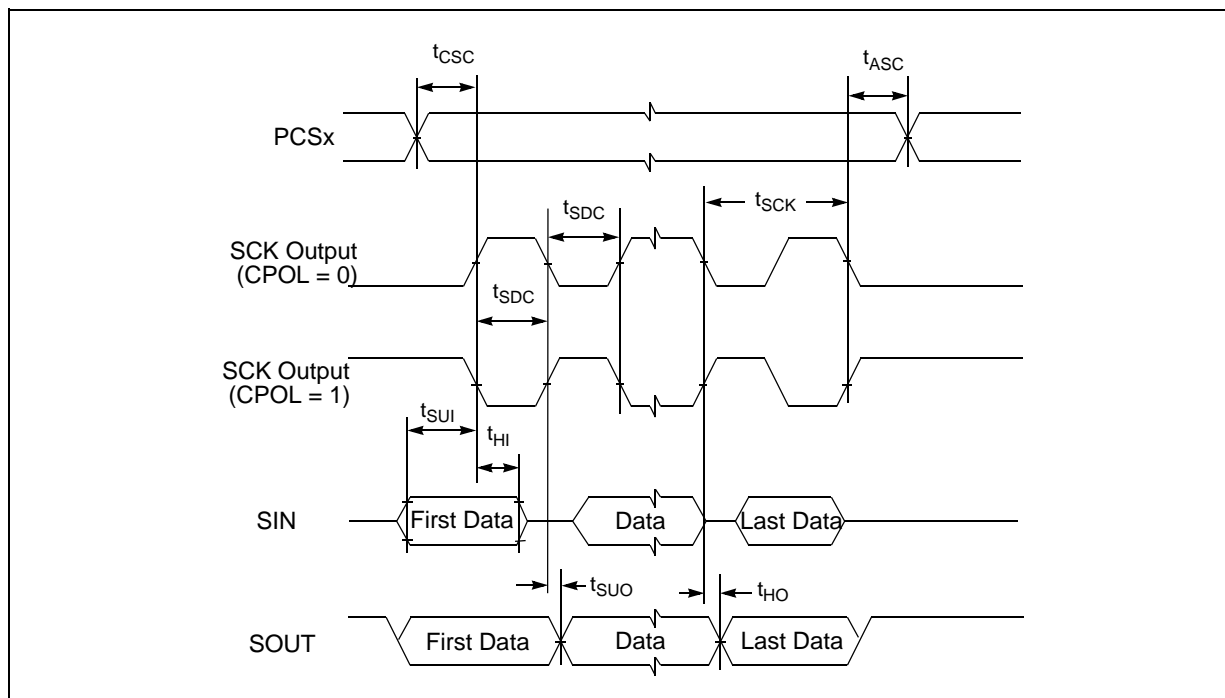 tCSC
tASC
PCSx
tSDC
tSCK
SCK Output
(CPOL = 0)
tSDC
SCK Output
(CPOL = 1)
tSUI
tHI
SIN
First Data
Data
Last Data
tSUO
tHO
SOUT
First Data
Data
Last Data